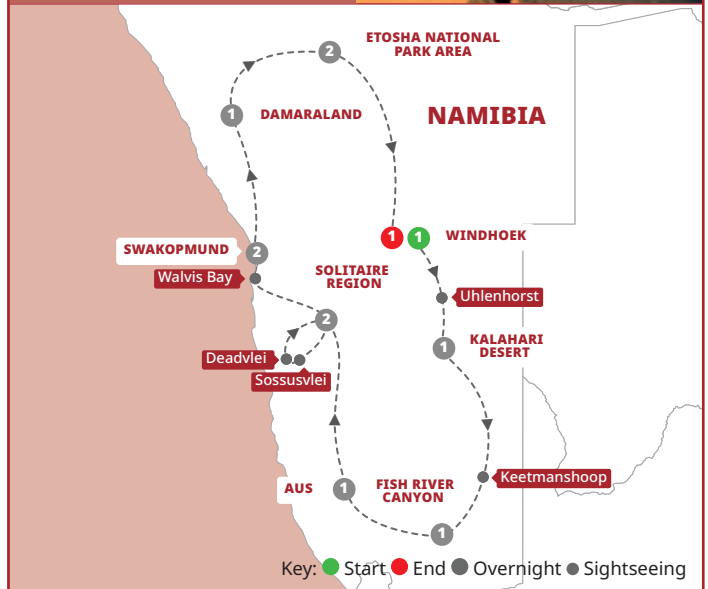 ETOSHA NATIONAL
PARK AREA
2
1
DAMARALAND
NAMIBIA
1
1
WINDHOEK
SWAKOPMUND
2
Walvis Bay
SOLITAIRE
REGION
Uhlenhorst
2
KALAHARI
DESERT
1
Deadvlei
Sossusvlei
Keetmanshoop
AUS
1
FISH RIVER
CANYON
1
Key: Start End Overnight Sightseeing